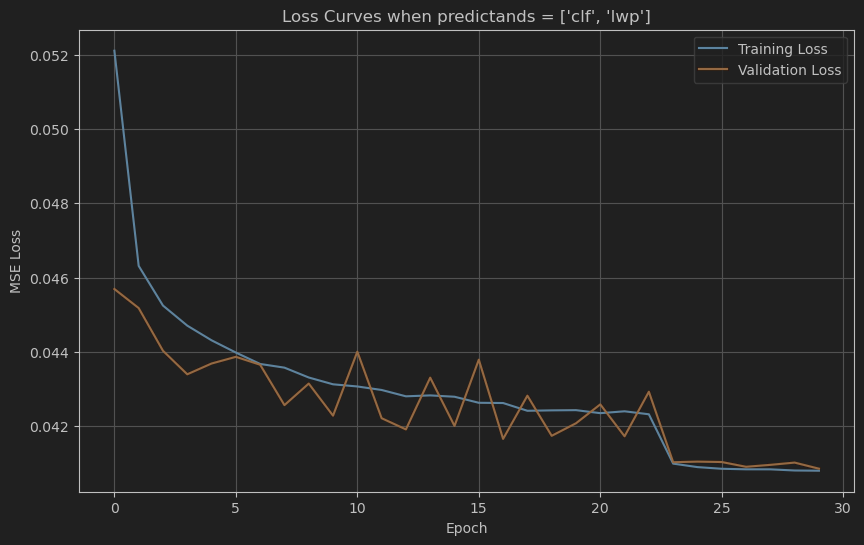 Loss Curves when predictands = ['clf', 'lwp']
Training Loss
Validation Loss
0.052
0.050
0.048
0.046
0.044
0.042
MSE Loss
0 5 10 15 20 25 30
Epoch